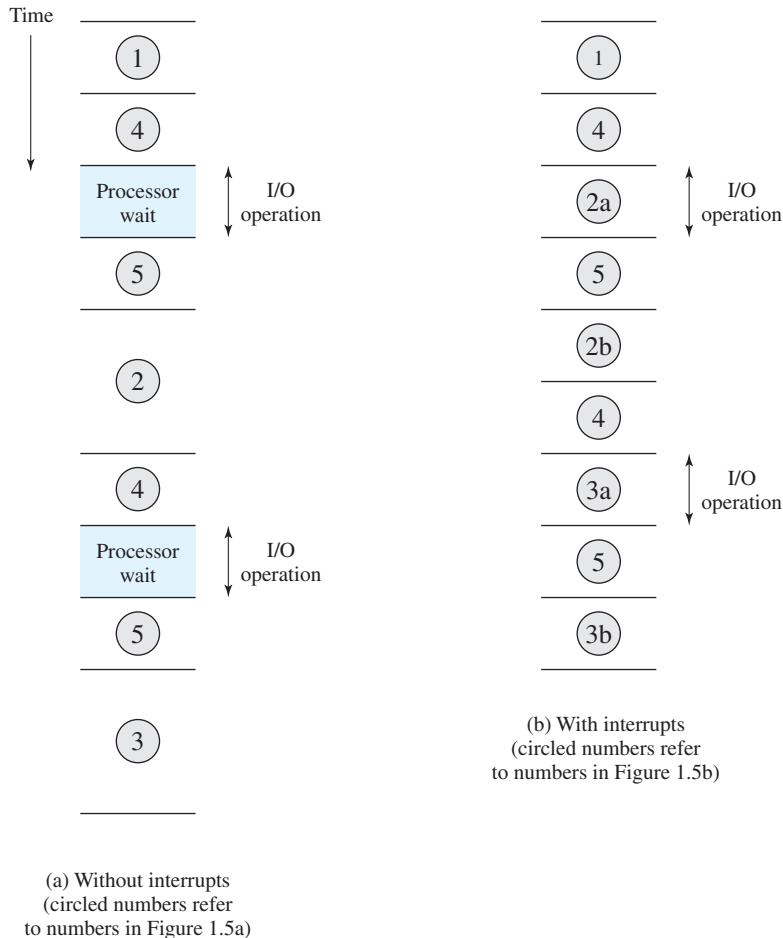 Time
1
4
Processor
wait
I/O
operation
5
2
4
Processor
wait
I/O
operation
5
3
(a) Without interrupts
(circled numbers refer
to numbers in Figure 1.5a)
1
4
2a
I/O
operation
5
2b
4
3a
I/O
operation
5
3b
(b) With interrupts
(circled numbers refer
to numbers in Figure 1.5b)